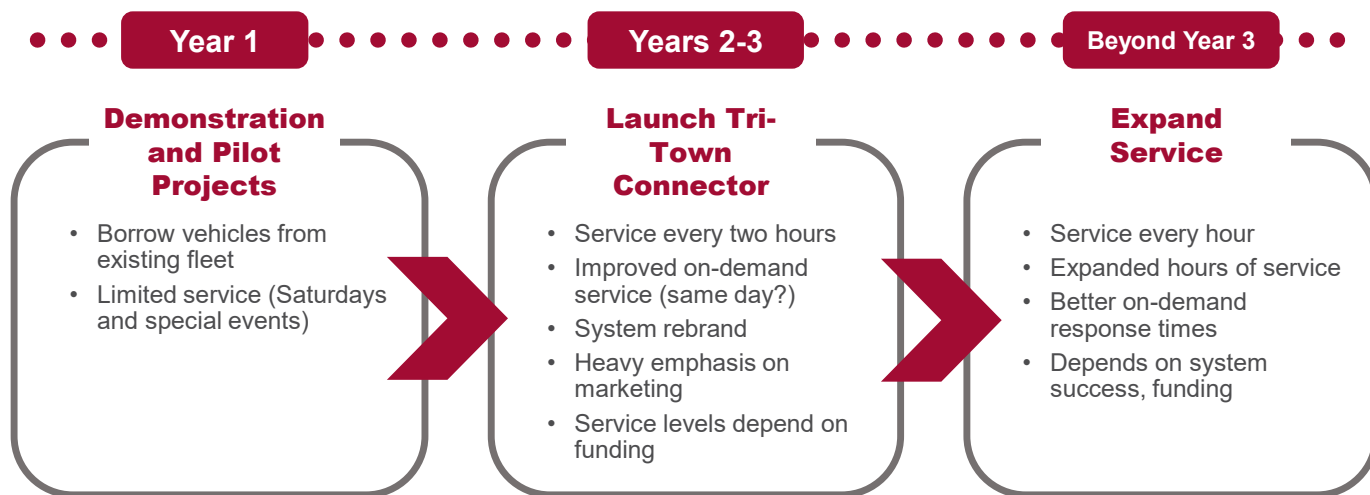 Year 1
Years 2-3
Beyond Year 3
Demonstration
and Pilot
Projects
• Borrow vehicles from
existing fleet
• Limited service (Saturdays
and special events)
Launch Tri-
Town
Connector
• Service every two hours
• Improved on-demand
service (same day?)
• System rebrand
• Heavy emphasis on
marketing
• Service levels depend on
funding
Expand
Service
• Service every hour
• Expanded hours of service
• Better on-demand
response times
• Depends on system
success, funding